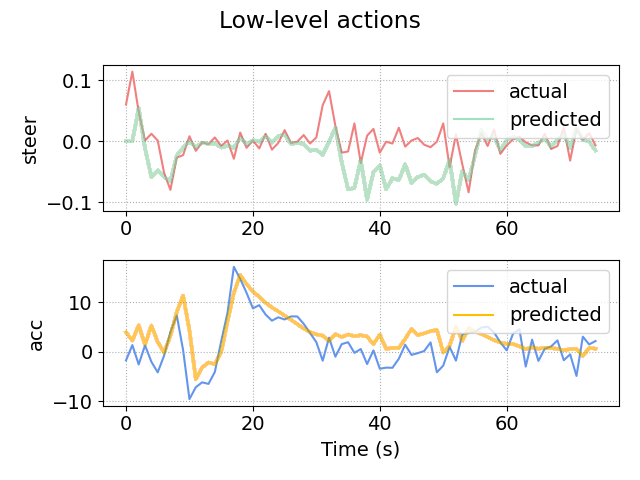 Low-level actions
0.1
0.0
−0.1
steer
actual
predicted
0 20 40 60
10
0
−10
acc
actual
predicted
0 20 40 60
Time (s)